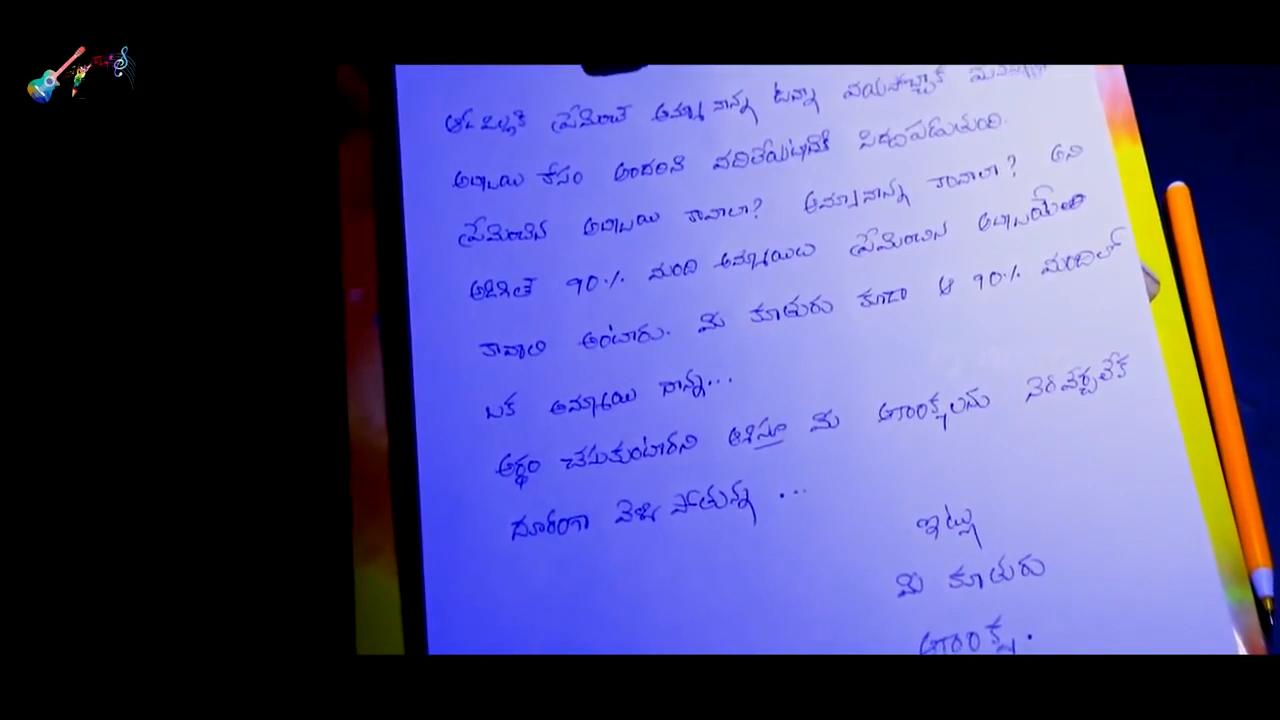 ఆడ పిల్లకి ప్రేమించే అమ్మా నాన్న ఉన్నా వయసొచ్చాక
అబ్బాయి కోసం అందరిని వదిలేయటానికి సిద్ధపడుతుంది.
ప్రేమించిన అబ్బాయి కావాలా? అమ్మానాన్న కావాలా? అని
అడిగితే 90% మంది అమ్మాయిలు ప్రేమించిన అబ్బాయేంటి
కావాలి అంటారు. మీ కూతురు కూడా ఆ 90% మందిలో
ఒక అమ్మాయి నాన్న...
అర్థం చేసుకుంటారని ఆశిస్తూ మీ ఆకాంక్షలను నెరవేర్చలేక
దూరంగా వెళ్ళి పోతున్న ...
ఇట్లు
మీ కూతురు
ఆకాంక్ష.